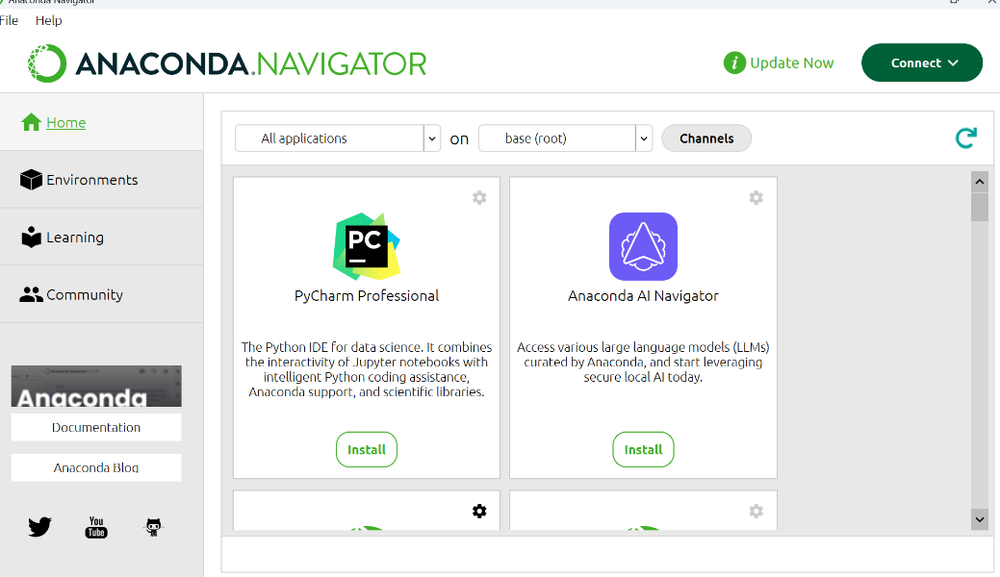 Anaconda Navigator
File Help
ANACONDA.NAVIGATOR
i Update Now
Connect
Home
Environments
Learning
Community
Anaconda
Documentation
Anaconda Blog
You
Tube
All applications on base (root) Channels
PC
PyCharm Professional
The Python IDE for data science. It combines
the interactivity of Jupyter notebooks with
intelligent Python coding assistance,
Anaconda support, and scientific libraries.
Install
Anaconda AI Navigator
Access various large language models (LLMs)
curated by Anaconda, and start leveraging
secure local AI today.
Install